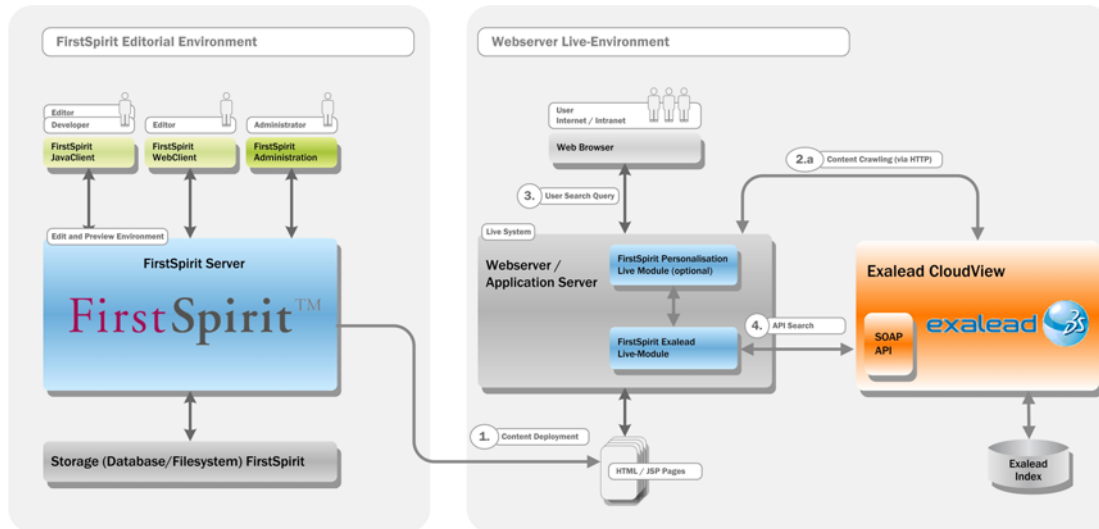 FirstSpirit Editorial Environment
Editor
Developer
FirstSpirit
JavaClient
Editor
FirstSpirit
WebClient
Administrator
FirstSpirit
Administration
Edit and Preview Environment
FirstSpirit Server
FirstSpirit™
Storage (Database/Filesystem) FirstSpirit
Webserver Live-Environment
User
Internet / Intranet
Web Browser
2.a Content Crawling (via HTTP)
3. User Search Query
Live System
Webserver /
Application Server
FirstSpirit Personalisation
Live Module (optional)
FirstSpirit Exalead
Live-Module
4. API Search
Exalead CloudView
exalead
SOAP
API
1. Content Deployment
HTML / JSP Pages
Exalead
Index